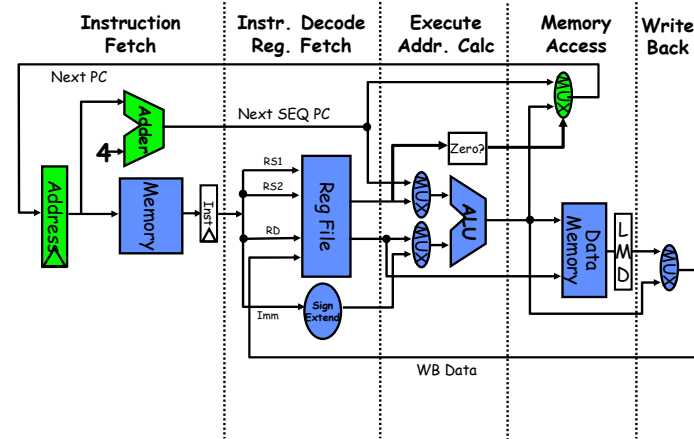 Instruction
Fetch
Instr. Decode
Reg. Fetch
Execute
Addr. Calc
Memory
Access
Write
Back
Next PC
Next SEQ PC
Adder
4
Address
Memory
Inst
RS1
RS2
RD
Imm
Reg File
Sign
Extend
Zero?
MUX
MUX
ALU
MUX
Data
Memory
L
M
D
MUX
WB Data